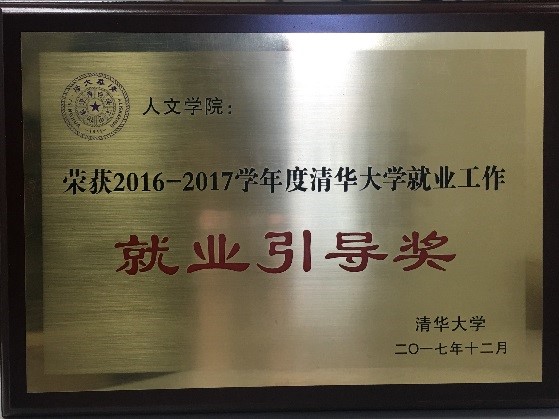 人文学院：
荣获2016-2017学年度清华大学就业工作
就业引导奖
清华大学
二〇一七年十二月